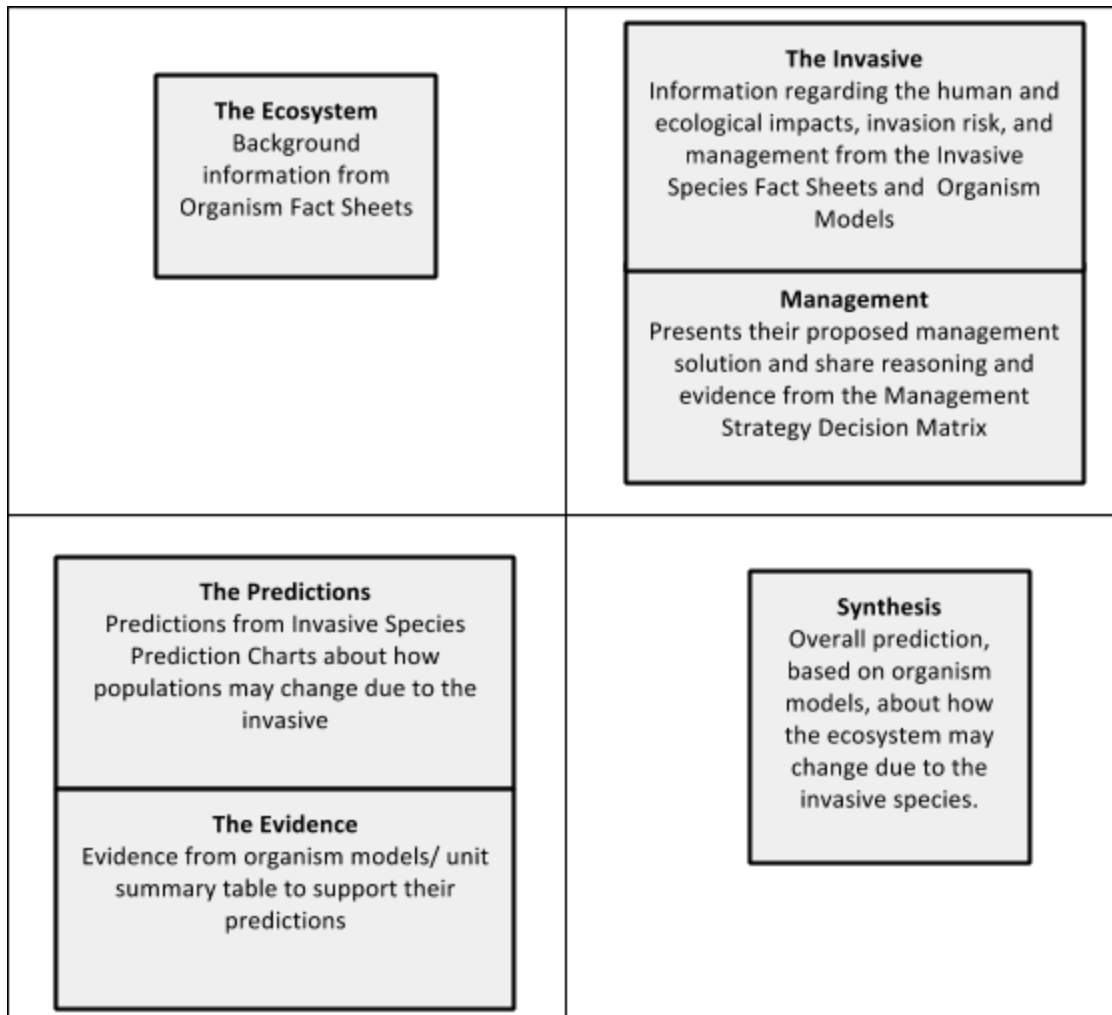 The Ecosystem
Background
information from
Organism Fact Sheets
The Invasive
Information regarding the human and
ecological impacts, invasion risk, and
management from the Invasive
Species Fact Sheets and Organism
Models
Management
Presents their proposed management
solution and share reasoning and
evidence from the Management
Strategy Decision Matrix
The Predictions
Predictions from Invasive Species
Prediction Charts about how
populations may change due to the
invasive
The Evidence
Evidence from organism models/ unit
summary table to support their
predictions
Synthesis
Overall prediction,
based on organism
models, about how
the ecosystem may
change due to the
invasive species.